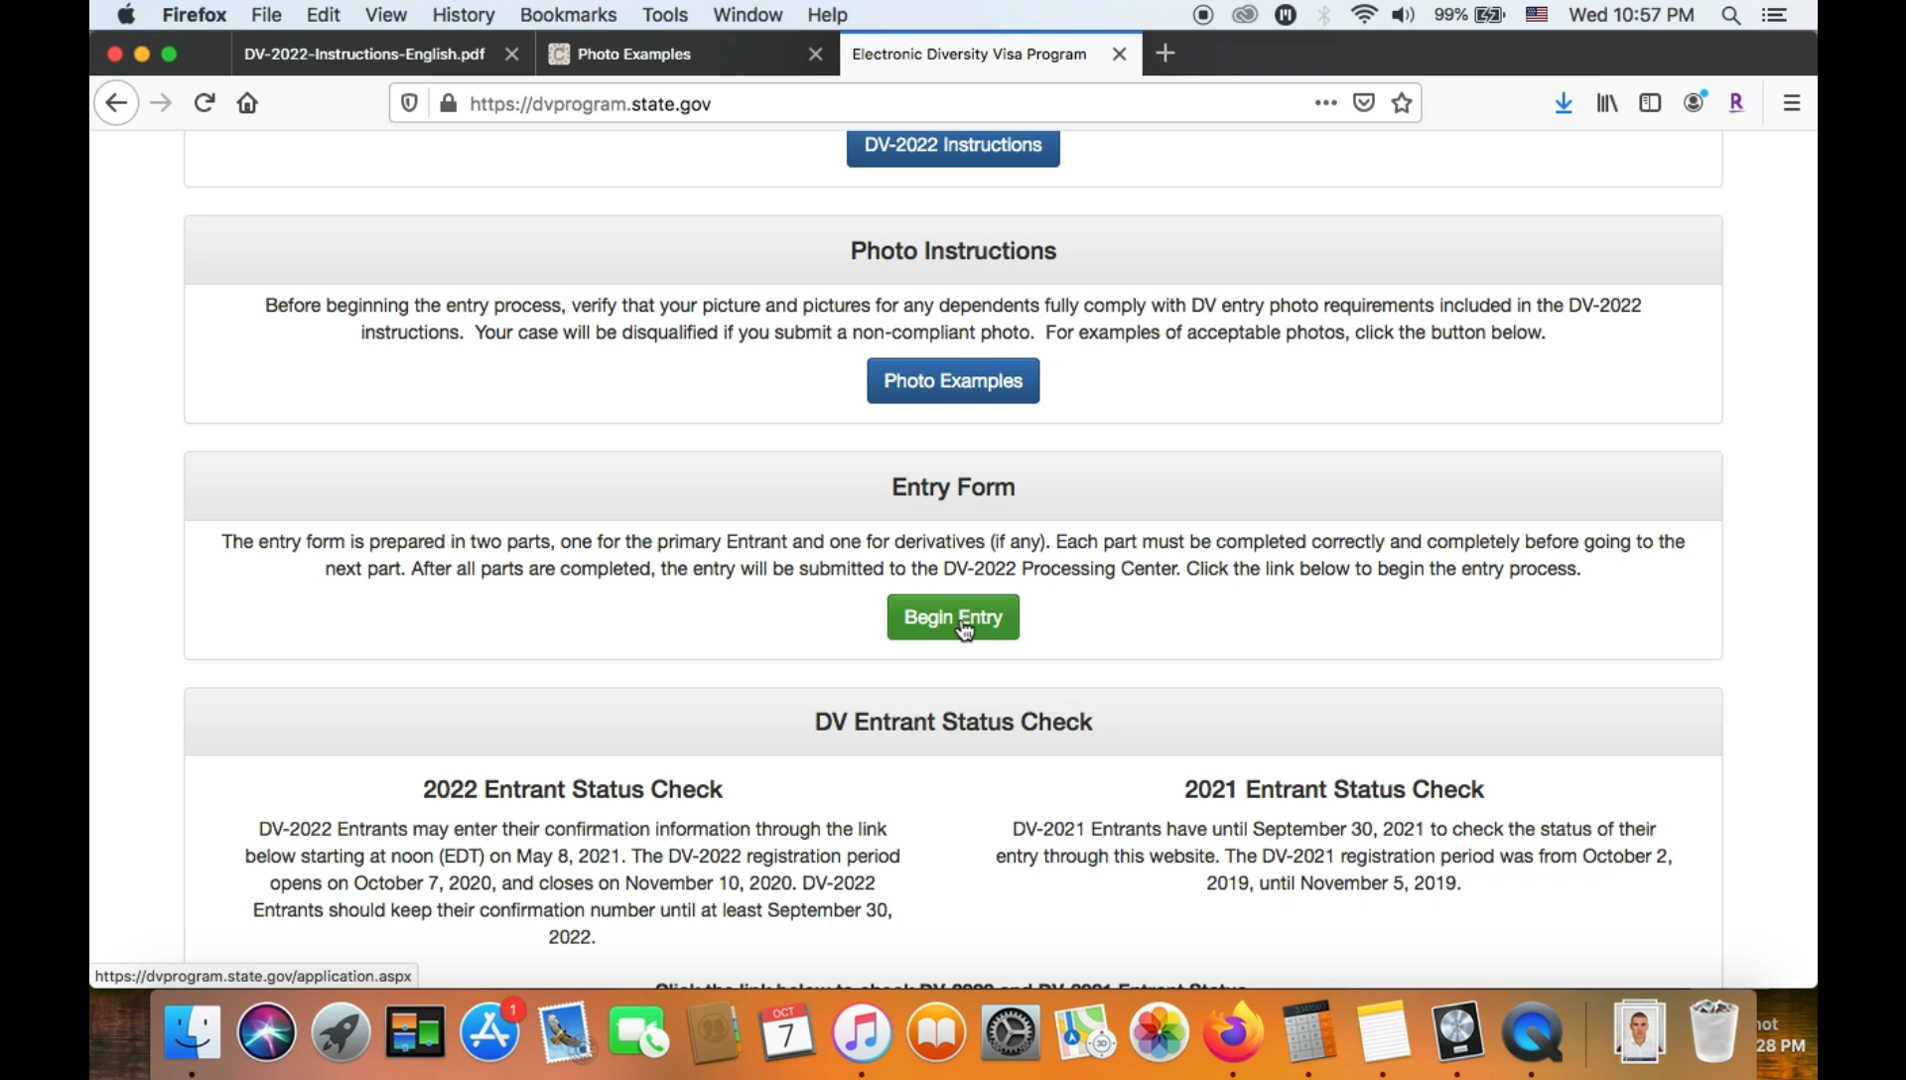 Firefox File Edit View History Bookmarks Tools Window Help 99% Wed 10:57 PM
DV-2022-Instructions-English.pdf Photo Examples Electronic Diversity Visa Program
https://dvprogram.state.gov
DV-2022 Instructions
Photo Instructions
Before beginning the entry process, verify that your picture and pictures for any dependents fully comply with DV entry photo requirements included in the DV-2022
instructions. Your case will be disqualified if you submit a non-compliant photo. For examples of acceptable photos, click the button below.
Photo Examples
Entry Form
The entry form is prepared in two parts, one for the primary Entrant and one for derivatives (if any). Each part must be completed correctly and completely before going to the
next part. After all parts are completed, the entry will be submitted to the DV-2022 Processing Center. Click the link below to begin the entry process.
Begin Entry
DV Entrant Status Check
2022 Entrant Status Check
DV-2022 Entrants may enter their confirmation information through the link
below starting at noon (EDT) on May 8, 2021. The DV-2022 registration period
opens on October 7, 2020, and closes on November 10, 2020. DV-2022
Entrants should keep their confirmation number until at least September 30,
2022.
2021 Entrant Status Check
DV-2021 Entrants have until September 30, 2021 to check the status of their
entry through this website. The DV-2021 registration period was from October 2,
2019, until November 5, 2019.
https://dvprogram.state.gov/application.aspx
1
OCT
7
3D
28 PM